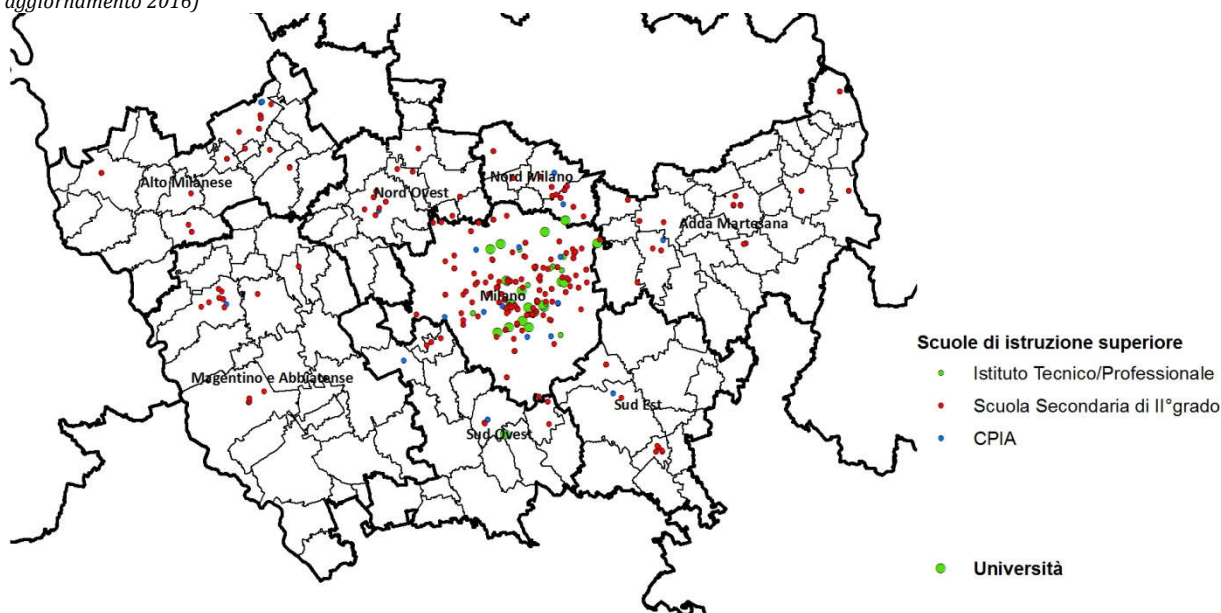 aggiornamento 2016)
Alto Milanese
Nord Ovest
Nord Milano
Adda Martesana
Milano
Magentino e Abbiatense
Sud Ovest
Sud Est
Scuole di istruzione superiore
Istituto Tecnico/Professionale
Scuola Secondaria di II°grado
CPIA
Università